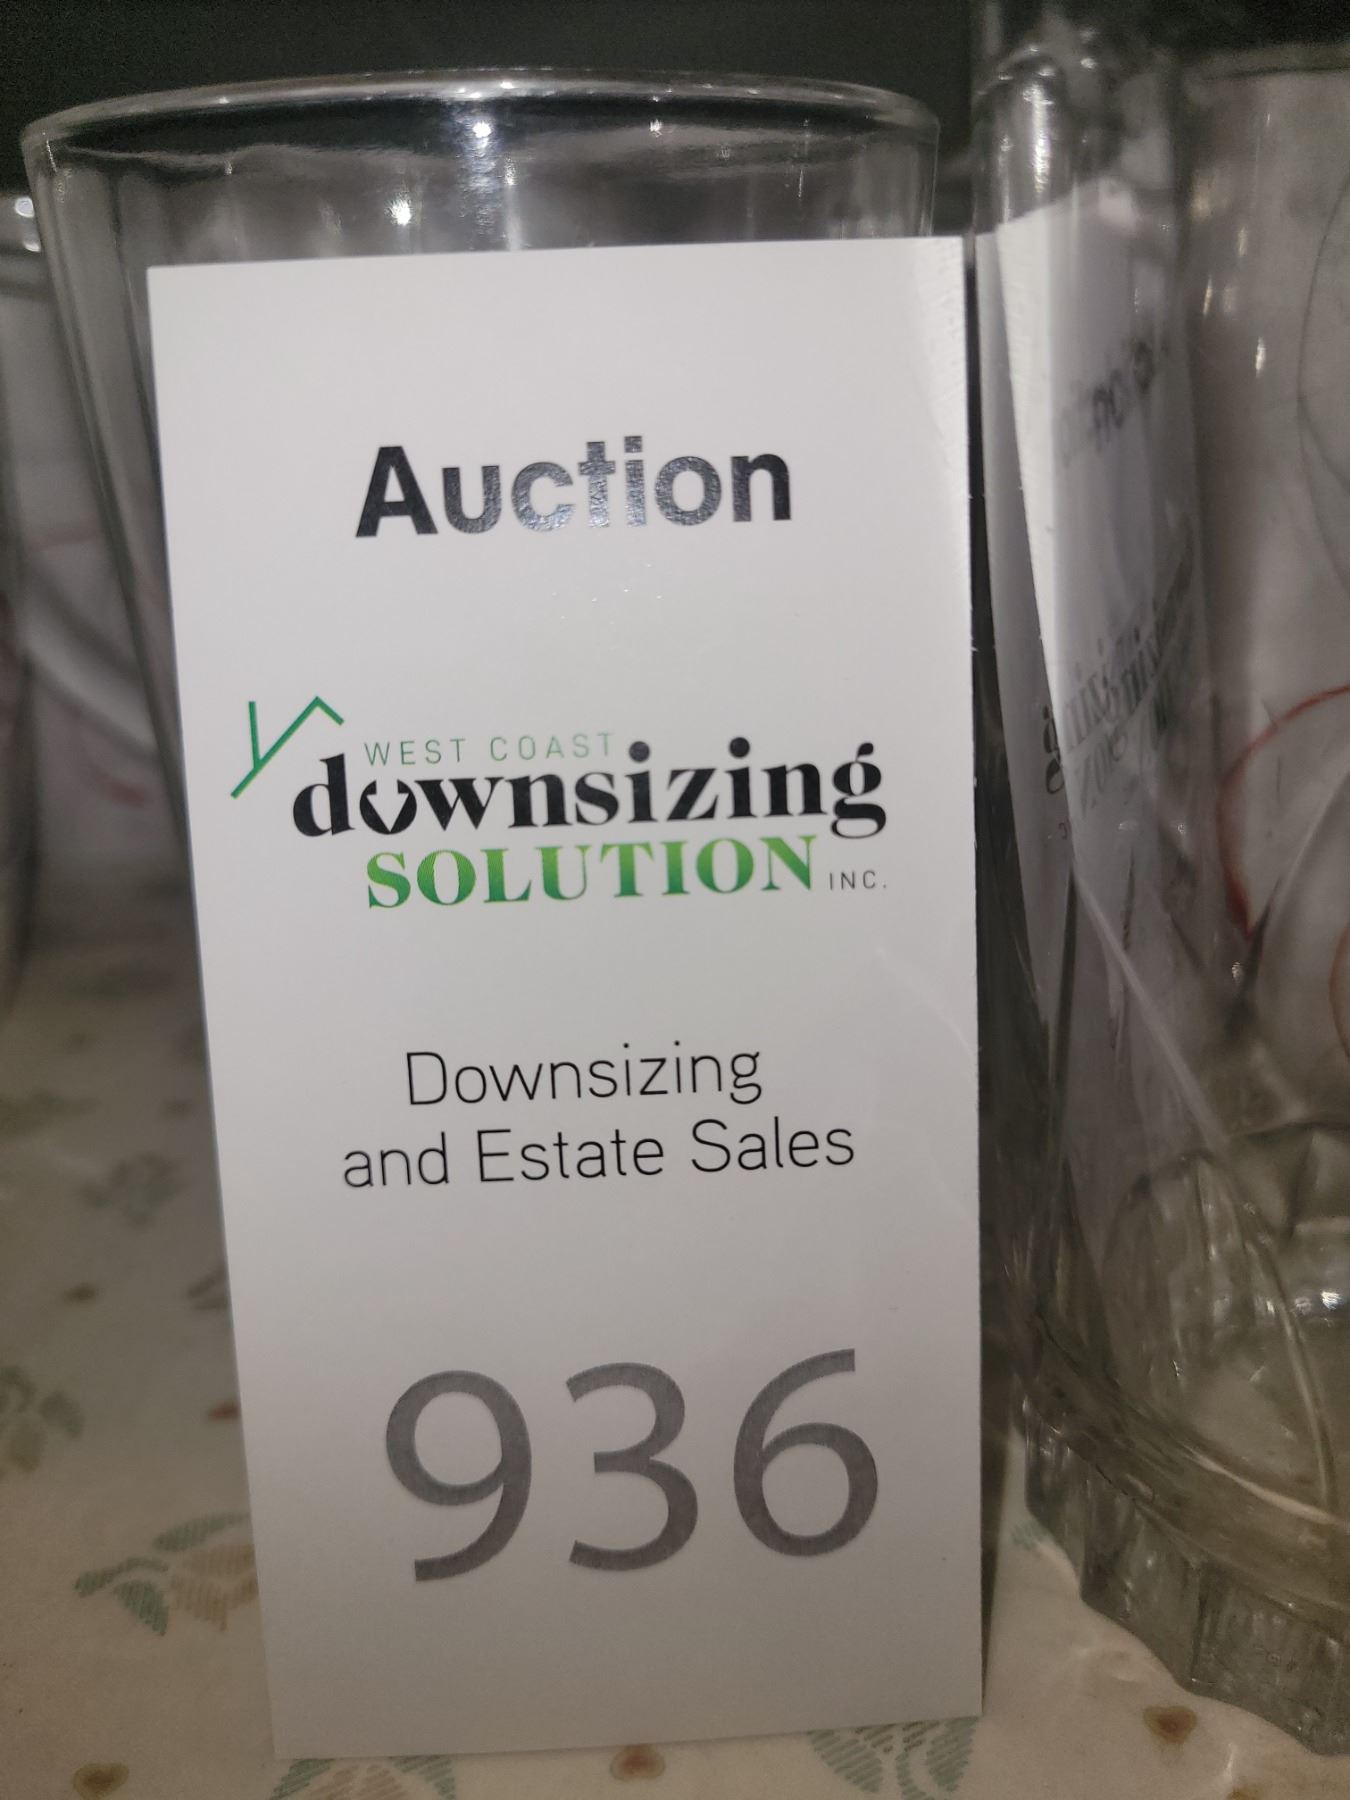 Auction
WEST COAST
downsizing
SOLUTION INC.
Downsizing
and Estate Sales
936